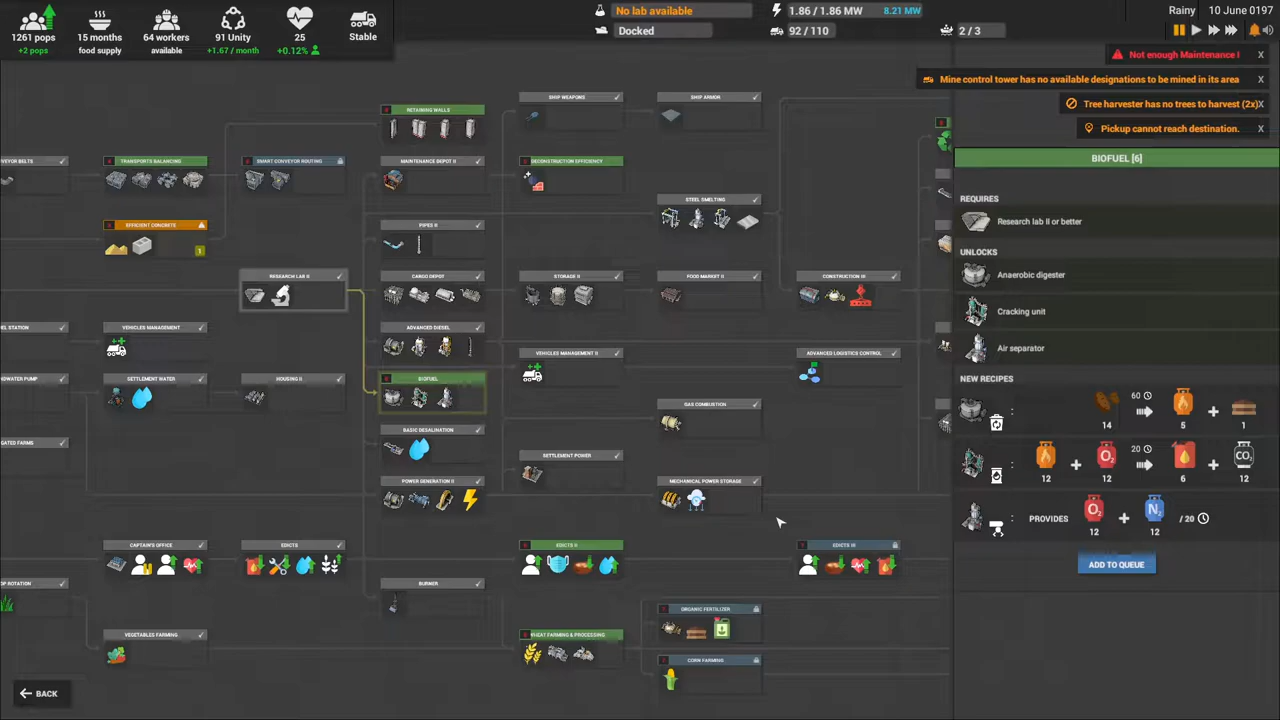 1261 pops
+2 pops
15 months
food supply
64 workers
available
91 Unity
+1.67 / month
25
+0.12%
Stable
No lab available
Docked
1.86 / 1.86 MW
8.21 MW
92 / 110
2 / 3
Rainy
10 June 0197
Not enough Maintenance I X
Mine control tower has no available designations to be mined in its area X
Tree harvester has no trees to harvest (2x) X
Pickup cannot reach destination. X
SHIP WEAPONS
SHIP ARMOR
RETAINING WALLS
TRANSPORTS BALANCING
SMART CONVEYOR ROUTING
MAINTENANCE DEPOT II
DECONSTRUCTION EFFICIENCY
STEEL SMELTING
EFFICIENT CONCRETE
1
PIPES II
RESEARCH LAB II
CARGO DEPOT
STORAGE II
FOOD MARKET II
CONSTRUCTION III
VEHICLES MANAGEMENT
ADVANCED DIESEL
VEHICLES MANAGEMENT II
ADVANCED LOGISTICS CONTROL
SETTLEMENT WATER
HOUSING II
BIOFUEL
GAS COMBUSTION
BASIC DESALINATION
SETTLEMENT POWER
POWER GENERATION II
MECHANICAL POWER STORAGE
CAPTAIN'S OFFICE
EDICTS
EDICTS II
EDICTS III
BURNER
ORGANIC FERTILIZER
VEGETABLES FARMING
WHEAT FARMING & PROCESSING
CORN FARMING
BACK
BIOFUEL [6]
REQUIRES
Research lab II or better
UNLOCKS
Anaerobic digester
Cracking unit
Air separator
NEW RECIPES
: 14 60 5 + 1
: 12 + O2 12 20 6 + CO2 12
: PROVIDES O2 12 + N2 12 / 20
ADD TO QUEUE